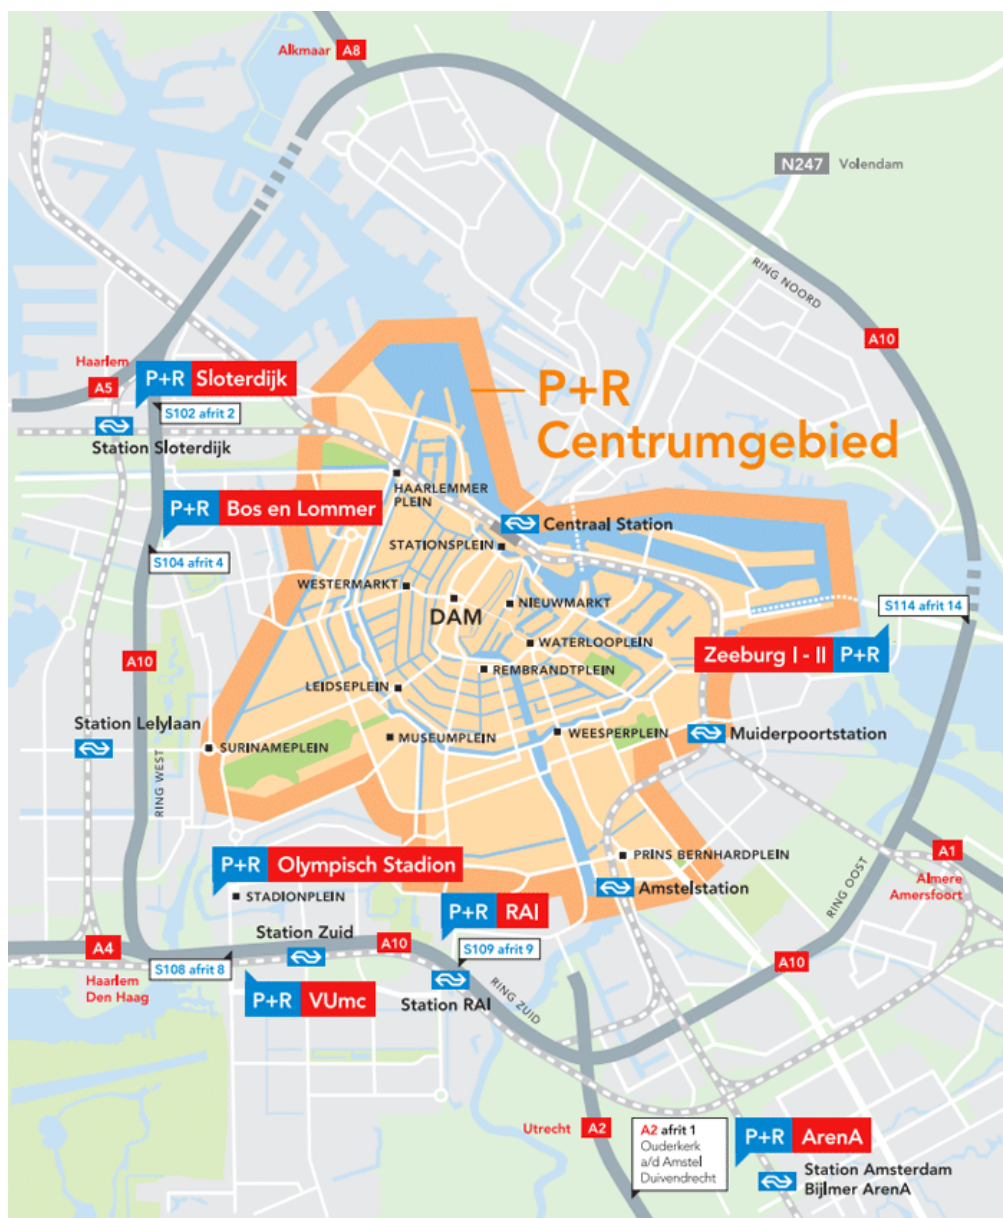 Alkmaar A8
N247 Volendam
RING NOORD
A10
Haarlem
A5
P+R Sloterdijk
S102 afrit 2
Station Sloterdijk
P+R
Centrumgebied
HAARLEMMER
PLEIN
P+R Bos en Lommer
Centraal Station
STATIONSPLEIN
S104 afrit 4
WESTERMARKT
DAM
NIEUWMARKT
S114 afrit 14
WATERLOOPLEIN
Zeeburg I - II P+R
A10
REMBRANDTPLEIN
LEIDSEPLEIN
Station Lelylaan
SURINAMEPLEIN
MUSEUMPLEIN
WEESPERPLEIN
Muiderpoortstation
RING WEST
P+R Olympisch Stadion
PRINS BERNHARDPLEIN
A1
Almere
Amersfoort
STADIONPLEIN
Amstelstation
RING OOST
P+R RAI
Station Zuid
A4
A10
S109 afrit 9
Haarlem
Den Haag
S108 afrit 8
A10
P+R VUmc
Station RAI
RING ZUID
Utrecht A2
A2 afrit 1
Ouderkerk
a/d Amstel
Duivendrecht
P+R ArenA
Station Amsterdam
Bijlmer ArenA